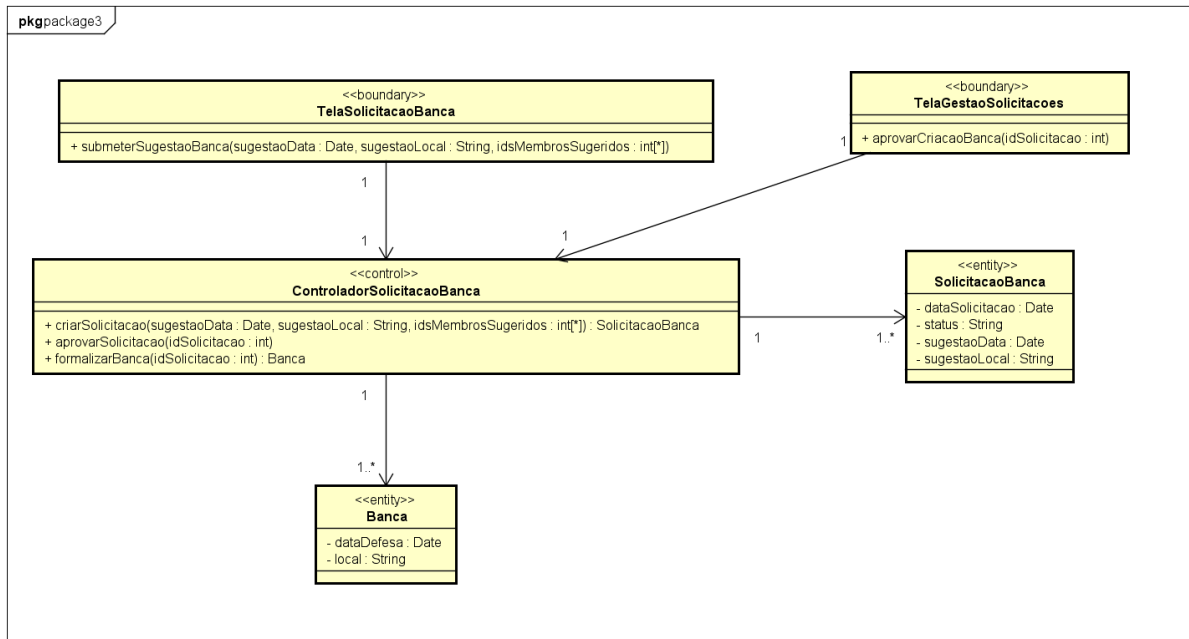 pkg package3
<<boundary>>
TelaSolicitacaoBanca
+ submeterSugestaoBanca(sugestaoData : Date, sugestaoLocal : String, idsMembrosSugeridos : int[*])
<<boundary>>
TelaGestaoSolicitacoes
+ aprovarCriacaoBanca(idSolicitacao : int)
1
1
1
1
<<control>>
ControladorSolicitacaoBanca
+ criarSolicitacao(sugestaoData : Date, sugestaoLocal : String, idsMembrosSugeridos : int[*]) : SolicitacaoBanca
+ aprovarSolicitacao(idSolicitacao : int)
+ formalizarBanca(idSolicitacao : int) : Banca
1
1..*
<<entity>>
SolicitacaoBanca
- dataSolicitacao : Date
- status : String
- sugestaoData : Date
- sugestaoLocal : String
1
1..*
<<entity>>
Banca
- dataDefesa : Date
- local : String